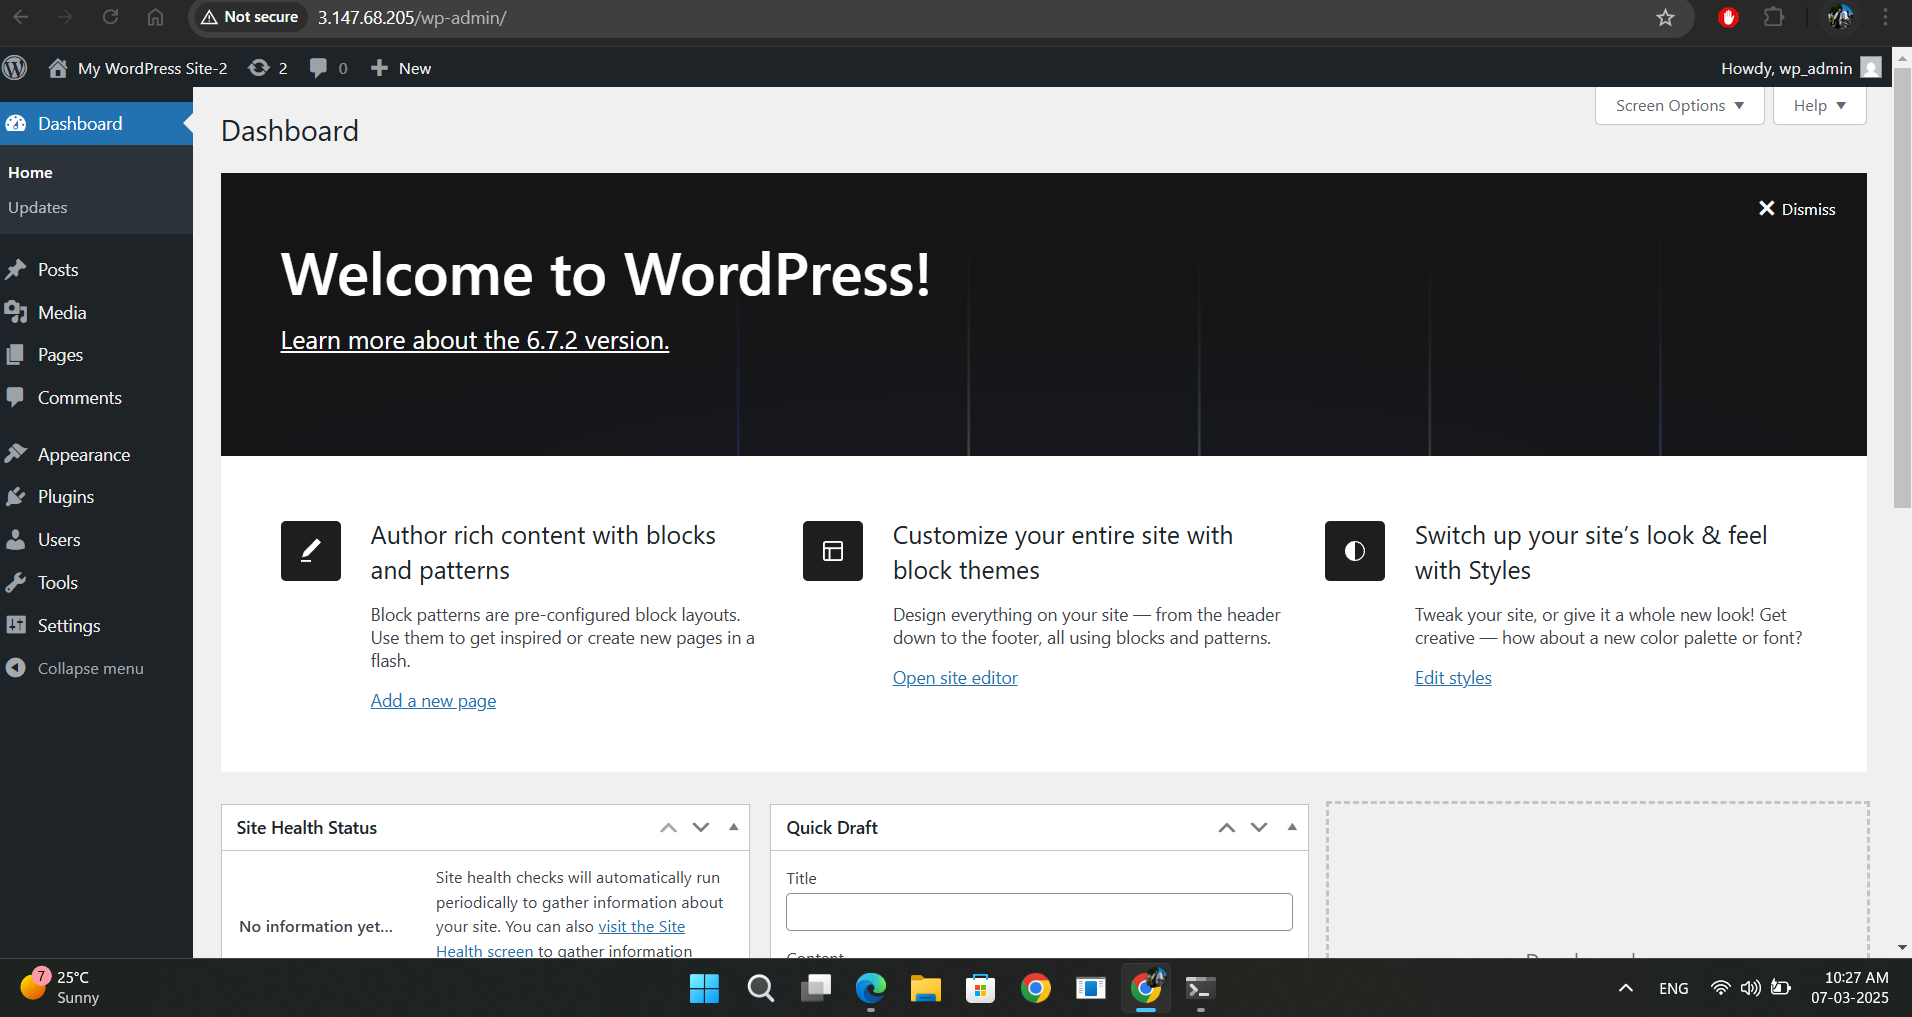 Not secure 3.147.68.205/wp-admin/
My WordPress Site-2 2 0 New
Howdy, wp_admin
Screen Options
Help
Dashboard
Home
Updates
Posts
Media
Pages
Comments
Appearance
Plugins
Users
Tools
Settings
Collapse menu
Dashboard
Dismiss
Welcome to WordPress!
Learn more about the 6.7.2 version.
Author rich content with blocks
and patterns
Block patterns are pre-configured block layouts.
Use them to get inspired or create new pages in a
flash.
Add a new page
Customize your entire site with
block themes
Design everything on your site — from the header
down to the footer, all using blocks and patterns.
Open site editor
Switch up your site’s look & feel
with Styles
Tweak your site, or give it a whole new look! Get
creative — how about a new color palette or font?
Edit styles
Site Health Status
No information yet...
Site health checks will automatically run
periodically to gather information about
your site. You can also visit the Site
Health screen to gather information
Quick Draft
Title
Content
7
25°C
Sunny
ENG
10:27 AM
07-03-2025